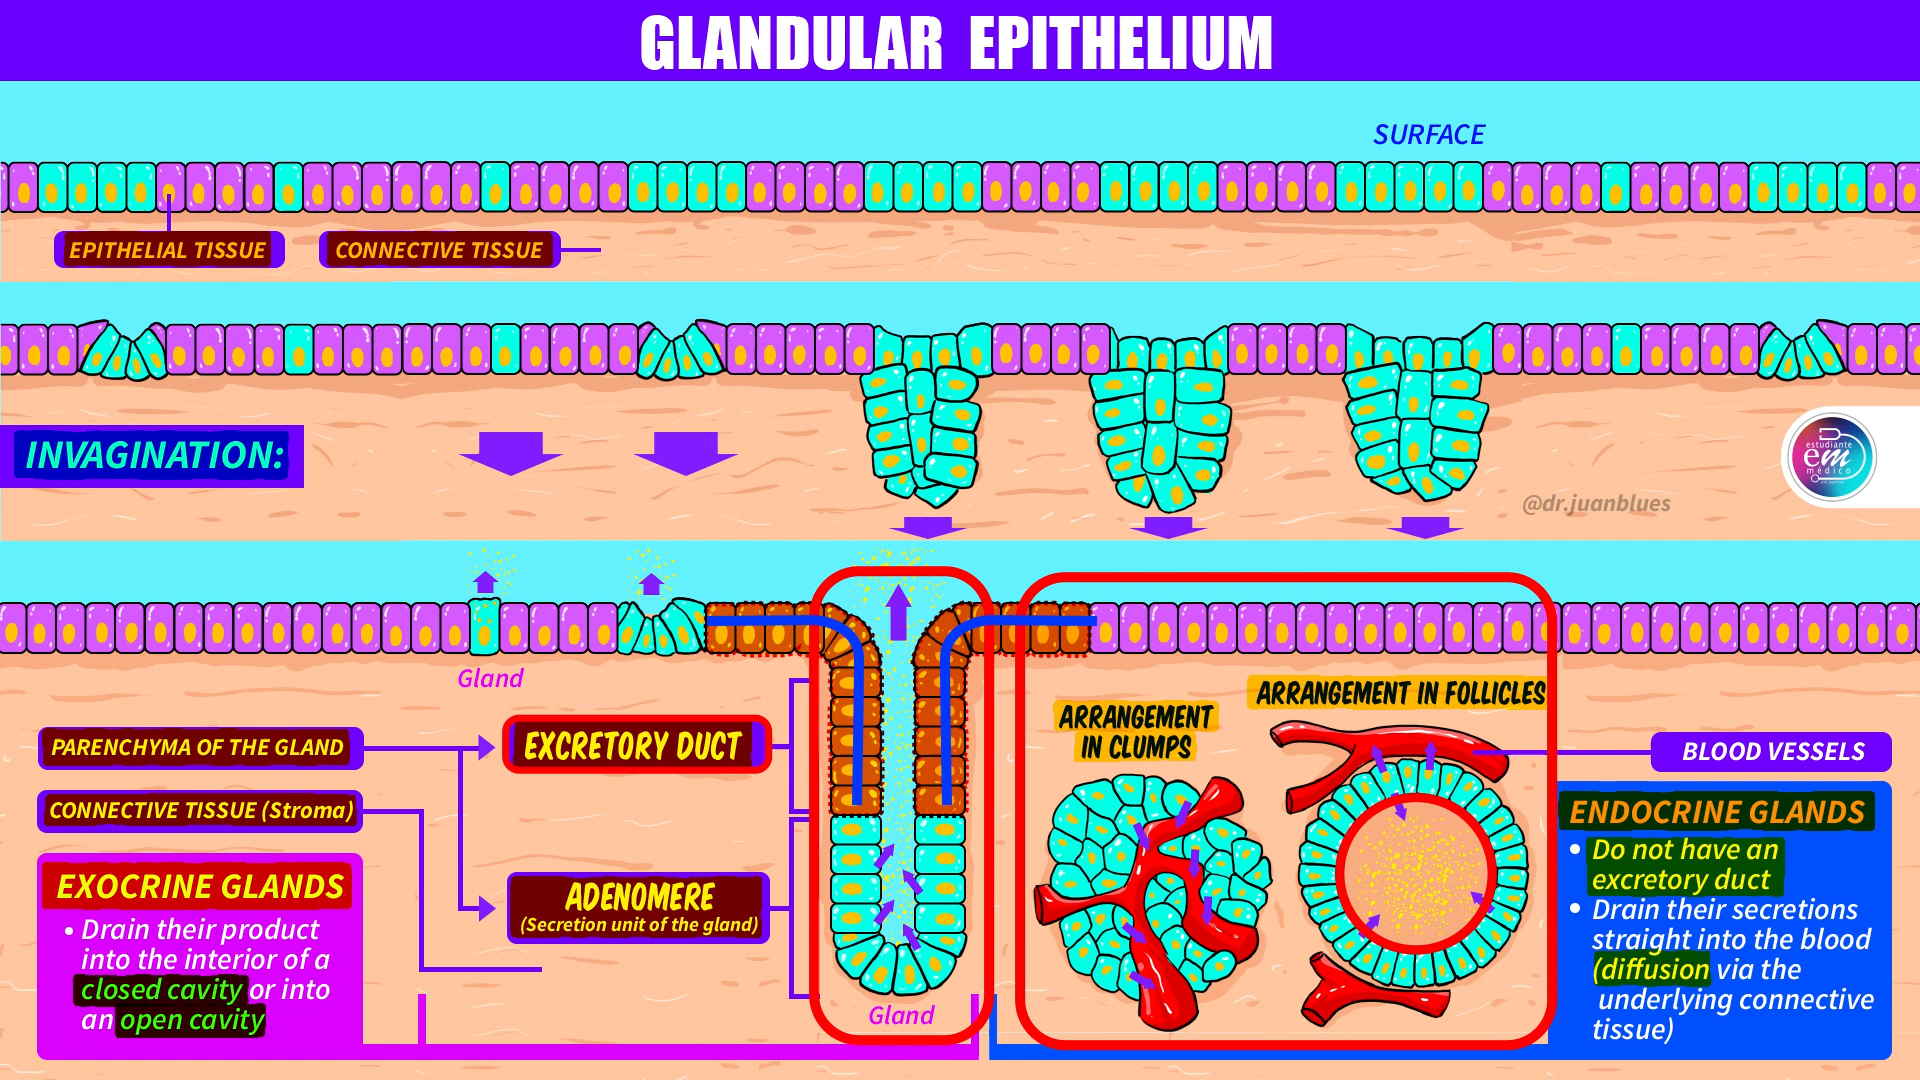 GLANDULAR EPITHELIUM
SURFACE
EPITHELIAL TISSUE
CONNECTIVE TISSUE
INVAGINATION:
estudiante
em
médico
@dr.juanblues
Gland
ARRANGEMENT IN FOLLICLES
ARRANGEMENT
IN CLUMPS
PARENCHYMA OF THE GLAND
EXCRETORY DUCT
BLOOD VESSELS
CONNECTIVE TISSUE (Stroma)
EXOCRINE GLANDS
• Drain their product
into the interior of a
closed cavity or into
an open cavity
ADENOMERE
(Secretion unit of the gland)
Gland
ENDOCRINE GLANDS
• Do not have an
excretory duct
• Drain their secretions
straight into the blood
(diffusion via the
underlying connective
tissue)